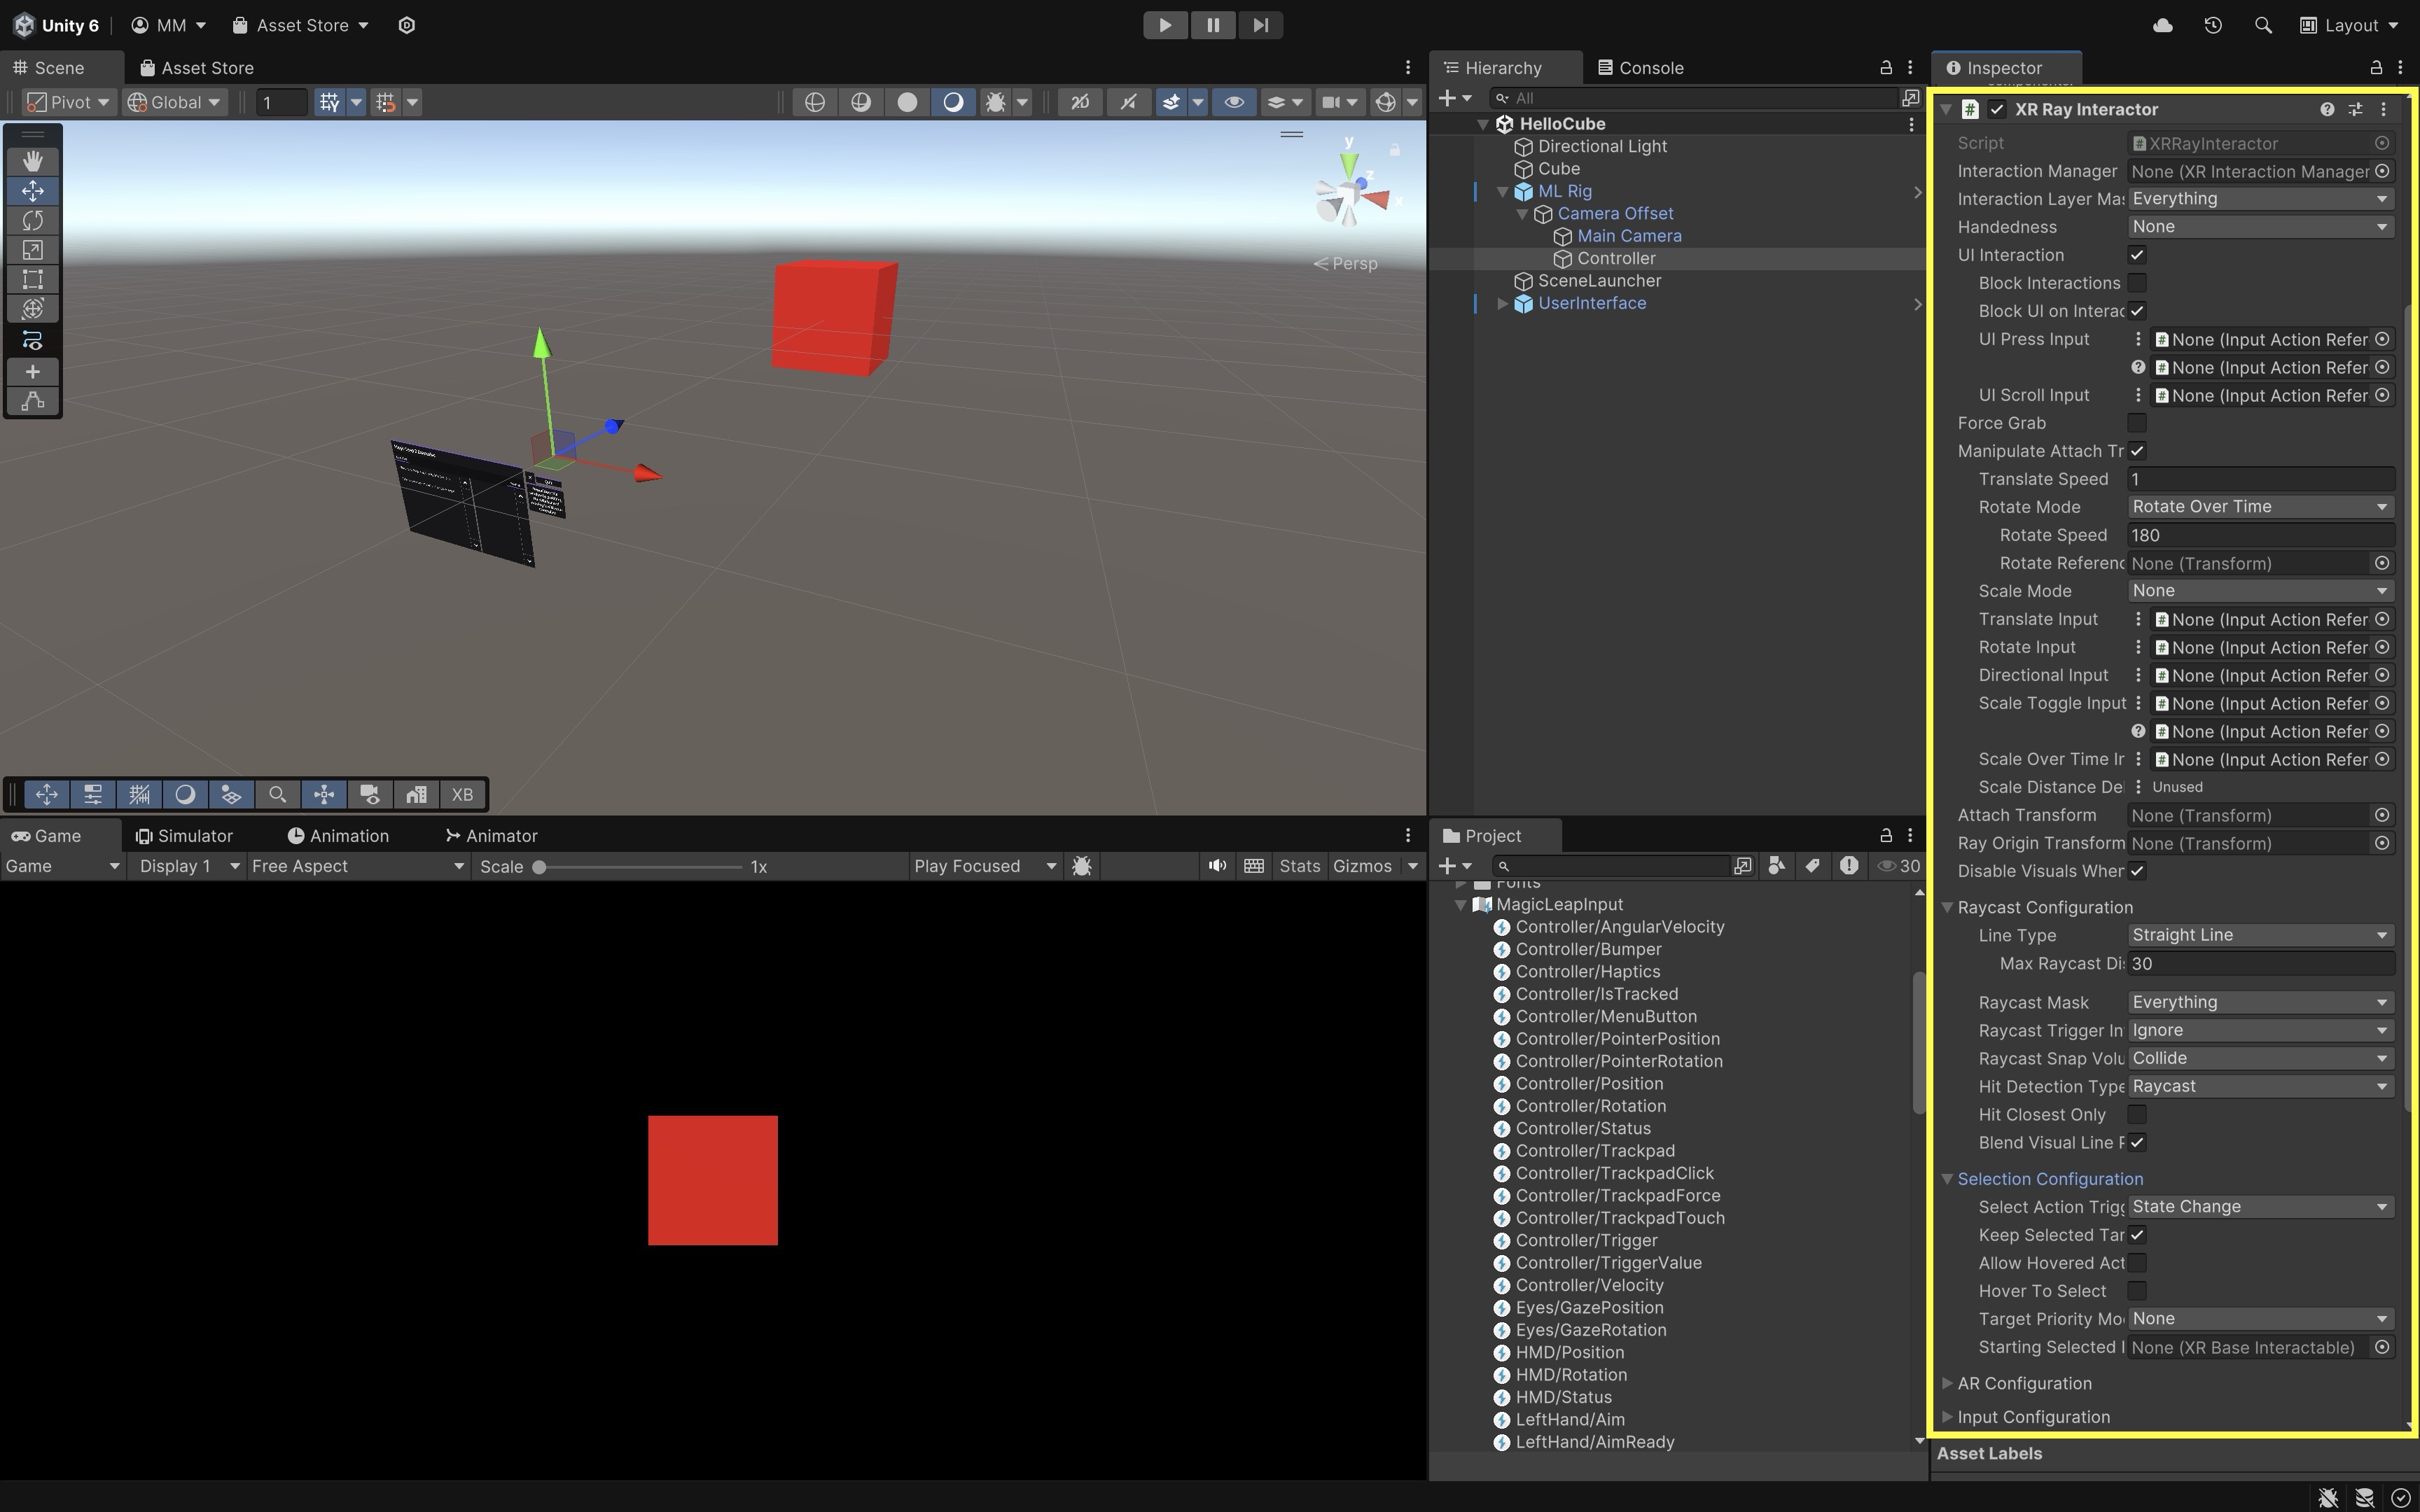 Unity 6 MM Asset Store Layout
Scene Asset Store
Pivot Global 1 2D
y
z
x
Persp
XB
Hierarchy Console
All
HelloCube
Directional Light
Cube
ML Rig
Camera Offset
Main Camera
Controller
SceneLauncher
UserInterface
Game Simulator Animation Animator
Game Display 1 Free Aspect Scale 1x Play Focused Stats Gizmos
Project
30
Fonts
MagicLeapInput
Controller/AngularVelocity
Controller/Bumper
Controller/Haptics
Controller/IsTracked
Controller/MenuButton
Controller/PointerPosition
Controller/PointerRotation
Controller/Position
Controller/Rotation
Controller/Status
Controller/Trackpad
Controller/TrackpadClick
Controller/TrackpadForce
Controller/TrackpadTouch
Controller/Trigger
Controller/TriggerValue
Controller/Velocity
Eyes/GazePosition
Eyes/GazeRotation
HMD/Position
HMD/Rotation
HMD/Status
LeftHand/Aim
LeftHand/AimReady
Inspector
XR Ray Interactor
Script XRRayInteractor
Interaction Manager None (XR Interaction Manager
Interaction Layer Mas Everything
Handedness None
UI Interaction
Block Interactions
Block UI on Interac
UI Press Input None (Input Action Refer
None (Input Action Refer
UI Scroll Input None (Input Action Refer
Force Grab
Manipulate Attach Tr
Translate Speed 1
Rotate Mode Rotate Over Time
Rotate Speed 180
Rotate Referenc None (Transform)
Scale Mode None
Translate Input None (Input Action Refer
Rotate Input None (Input Action Refer
Directional Input None (Input Action Refer
Scale Toggle Input None (Input Action Refer
None (Input Action Refer
Scale Over Time Ir None (Input Action Refer
Scale Distance De Unused
Attach Transform None (Transform)
Ray Origin Transform None (Transform)
Disable Visuals Wher
Raycast Configuration
Line Type Straight Line
Max Raycast Di 30
Raycast Mask Everything
Raycast Trigger In Ignore
Raycast Snap Volu Collide
Hit Detection Type Raycast
Hit Closest Only
Blend Visual Line P
Selection Configuration
Select Action Trigg State Change
Keep Selected Tar
Allow Hovered Act
Hover To Select
Target Priority Mo None
Starting Selected I None (XR Base Interactable)
AR Configuration
Input Configuration
Asset Labels